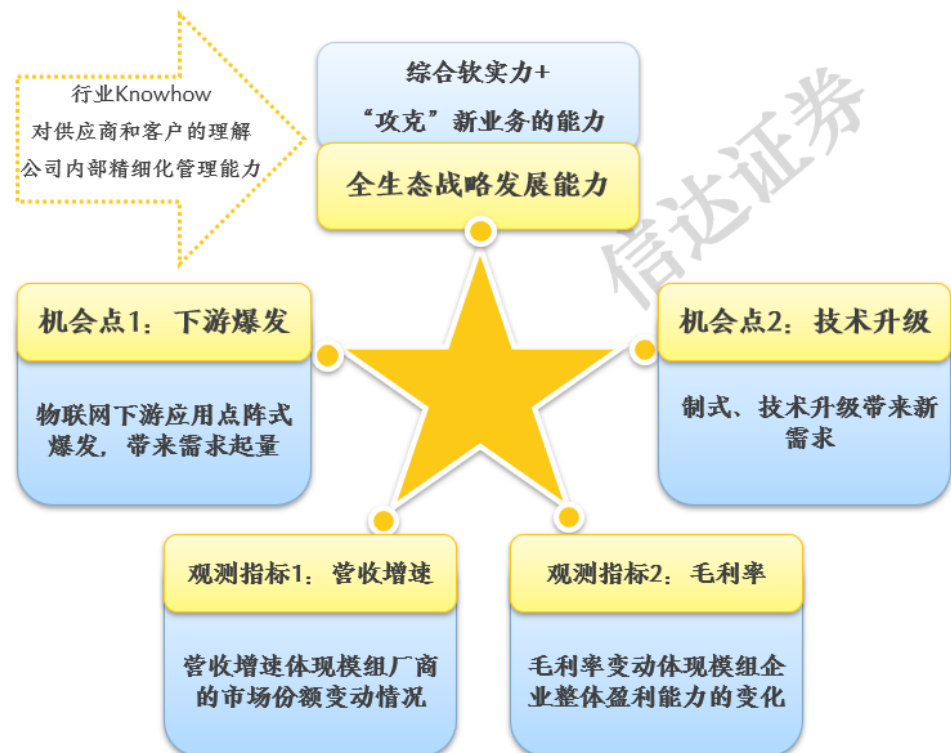 行业Knowhow
对供应商和客户的理解
公司内部精细化管理能力
综合软实力+
“攻克”新业务的能力
全生态战略发展能力
信达证券
机会点1：下游爆发
物联网下游应用点阵式
爆发，带来需求起量
机会点2：技术升级
制式、技术升级带来新
需求
观测指标1：营收增速
营收增速体现模组厂商
的市场份额变动情况
观测指标2：毛利率
毛利率变动体现模组企
业整体盈利能力的变化